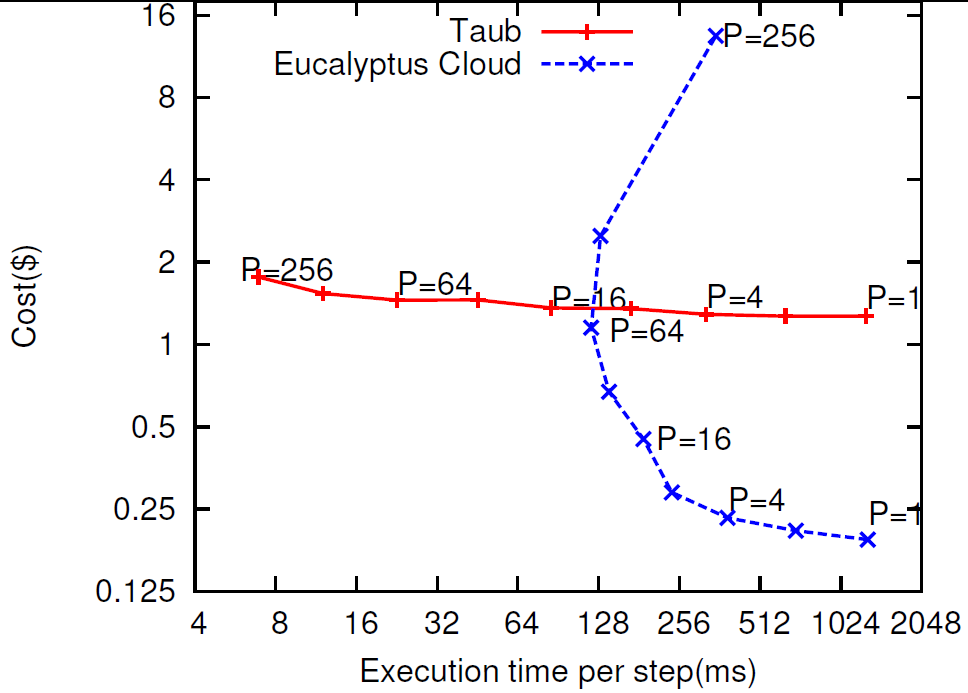 16
8
4
2
1
0.5
0.25
0.125
Cost($)
Taub
Eucalyptus Cloud
P=256
P=256
P=64
P=16
P=4
P=1
P=64
P=16
P=4
P=1
4 8 16 32 64 128 256 512 1024 2048
Execution time per step(ms)